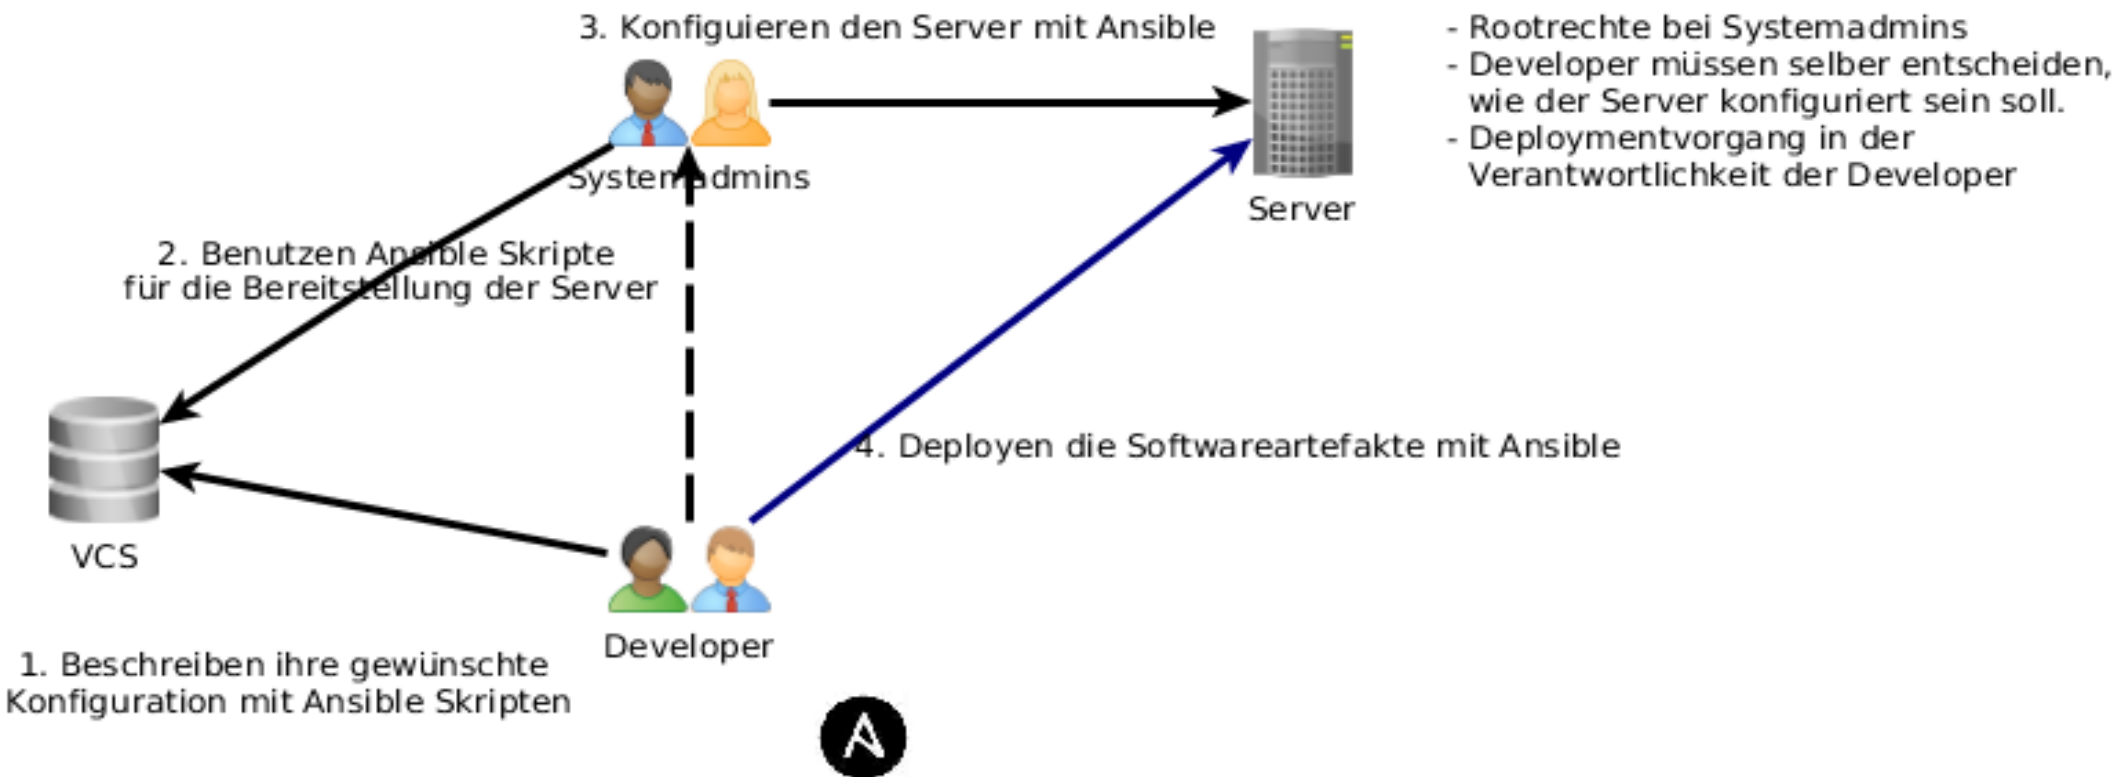 3. Konfiguieren den Server mit Ansible
- Rootrechte bei Systemadmins
- Developer müssen selber entscheiden,
wie der Server konfiguriert sein soll.
- Deploymentvorgang in der
Verantwortlichkeit der Developer
Systemadmins
Server
2. Benutzen Ansible Skripte
für die Bereitstellung der Server
4. Deployen die Softwareartefakte mit Ansible
VCS
Developer
1. Beschreiben ihre gewünschte
Konfiguration mit Ansible Skripten
A